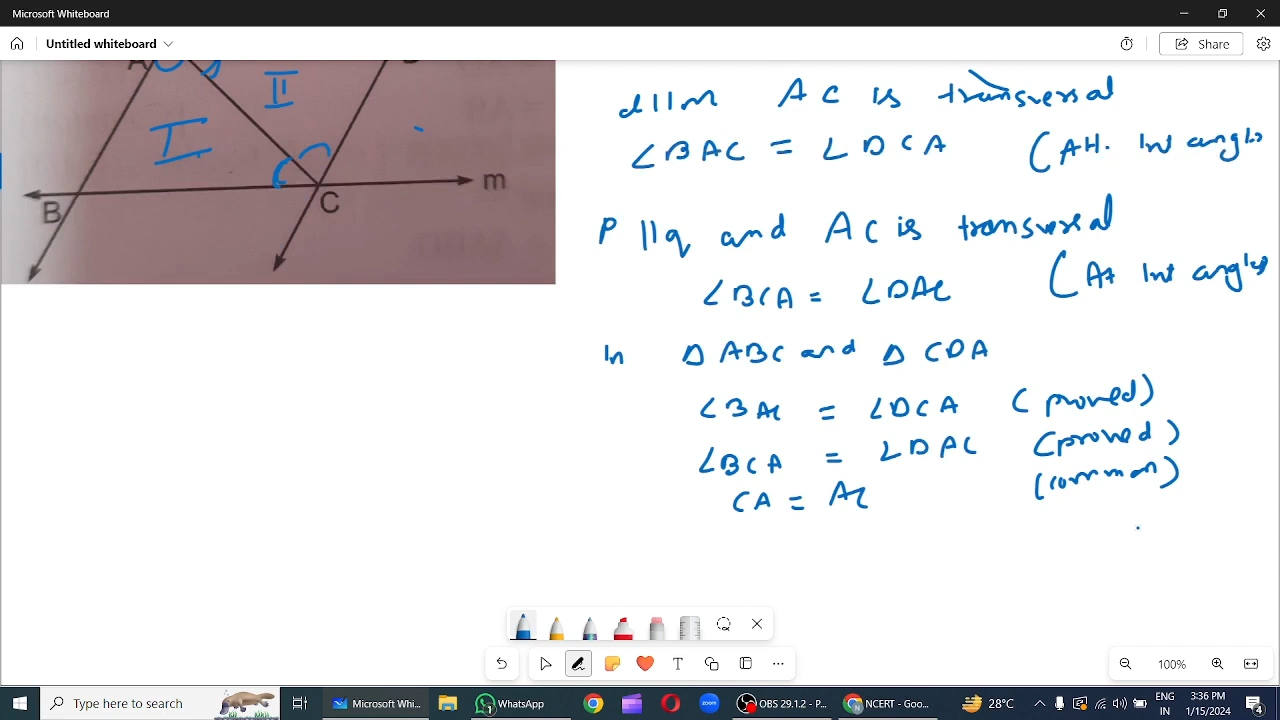 Microsoft Whiteboard
Untitled whiteboard
Share
A
II
I
B
C
m
l II m AC is transversal
∠BAC = ∠DCA (Alt. Int angles
P ll q and AC is transversal
∠BCA = ∠DAC (At Int angles
In Δ ABC and Δ CDA
∠BAC = ∠DCA (proved)
∠BCA = ∠DAC (proved)
CA = AC (common)
100%
Type here to search
Microsoft Whi...
WhatsApp
zoom
OBS 29.1.2 - P...
NCERT - Goo...
28°C
ENG
IN
3:36 PM
1/15/2024